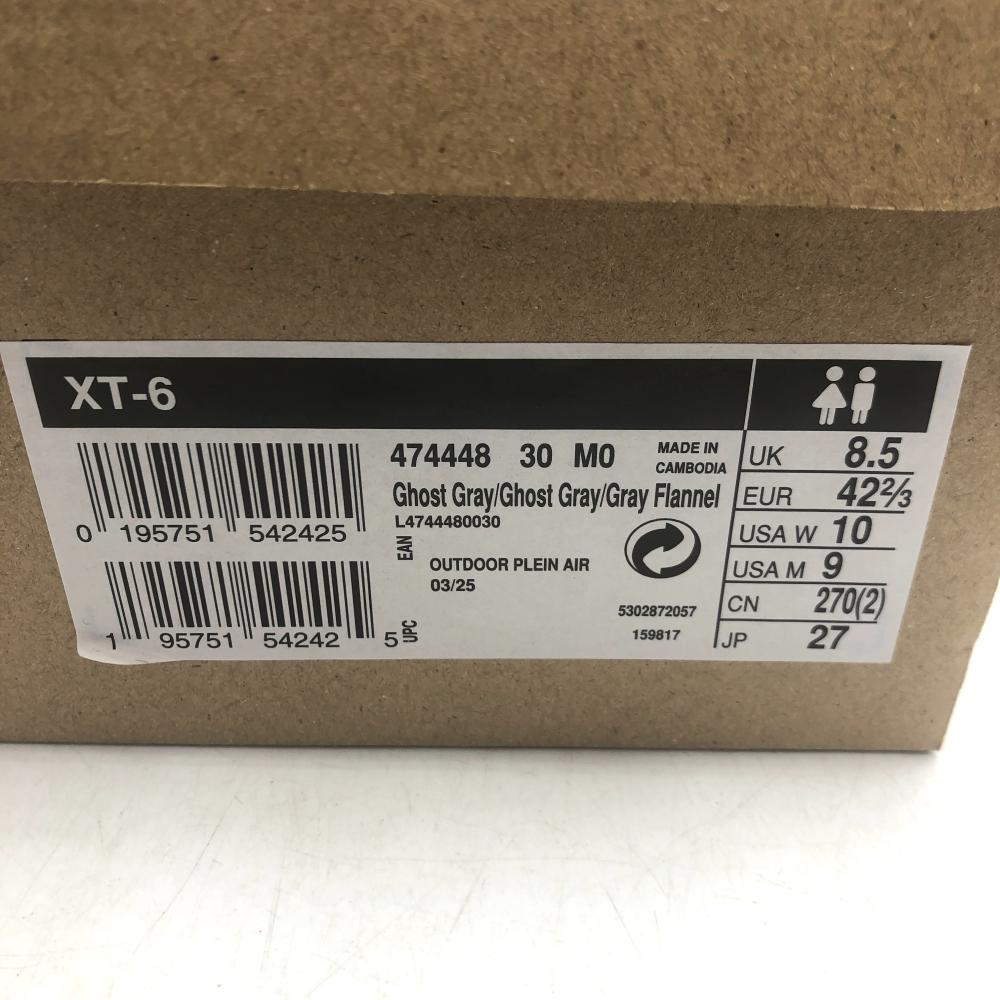 XT-6
474448 30 M0
MADE IN
CAMBODIA
Ghost Gray/Ghost Gray/Gray Flannel
L4744480030
EAN
0 195751 542425
OUTDOOR PLEIN AIR
03/25
5302872057
159817
1 95751 54242 5
UPC
UK 8.5
EUR 42⅔
USA W 10
USA M 9
CN 270(2)
JP 27